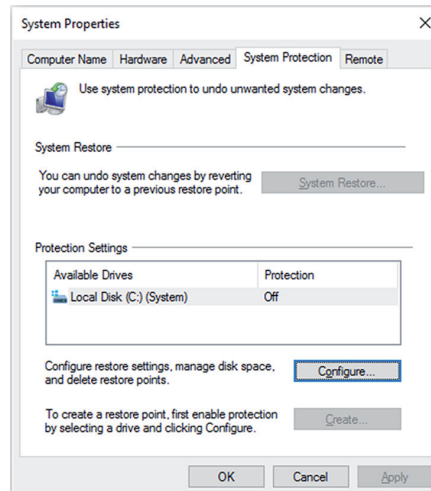 System Properties
Computer Name Hardware Advanced System Protection Remote
Use system protection to undo unwanted system changes.
System Restore
You can undo system changes by reverting
your computer to a previous restore point.
System Restore...
Protection Settings
Available Drives Protection
Local Disk (C:) (System) Off
Configure restore settings, manage disk space,
and delete restore points.
Configure...
To create a restore point, first enable protection
by selecting a drive and clicking Configure.
Create...
OK Cancel Apply